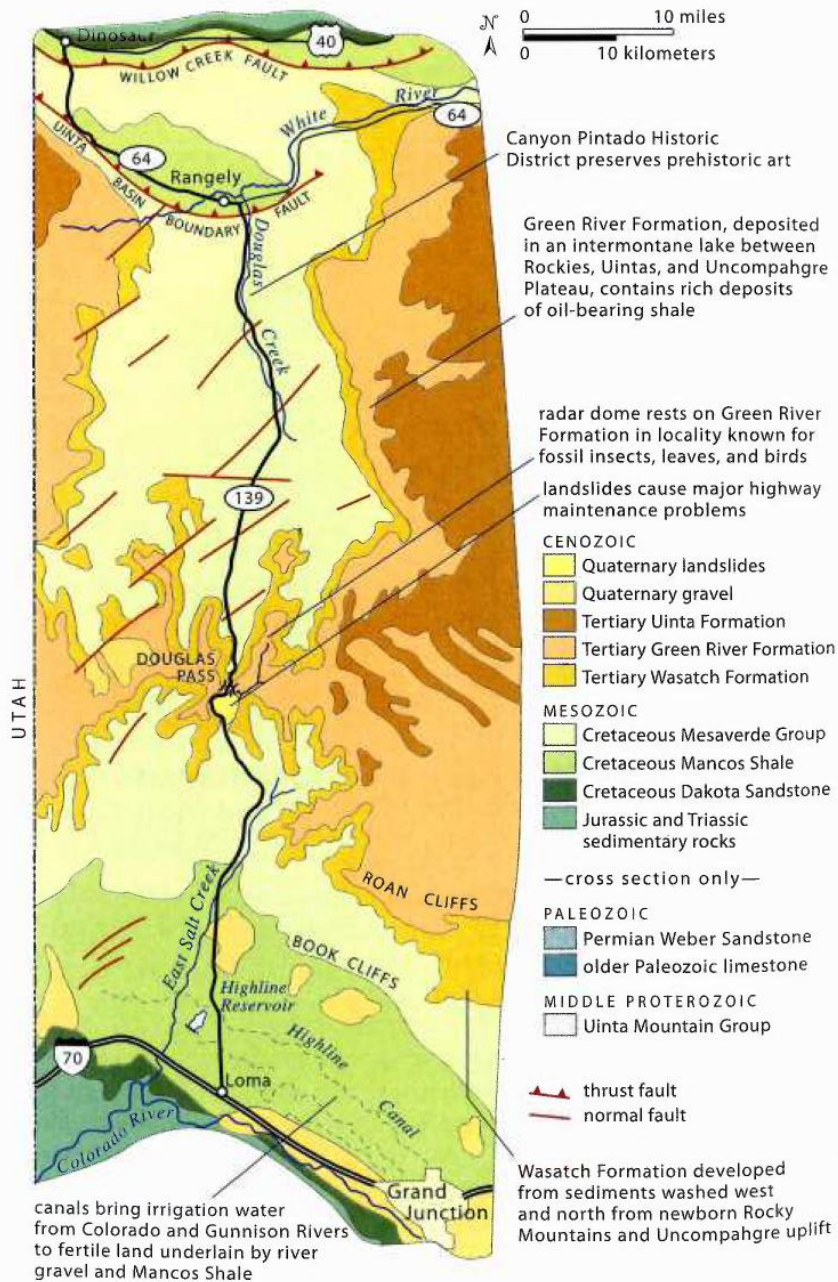 Dinosaur
40
WILLOW CREEK FAULT
N
0 10 miles
0 10 kilometers
White River
64
UINTA BASIN BOUNDARY FAULT
64
Rangely
Douglas Creek
Canyon Pintado Historic
District preserves prehistoric art
Green River Formation, deposited
in an intermontane lake between
Rockies, Uintas, and Uncompahgre
Plateau, contains rich deposits
of oil-bearing shale
radar dome rests on Green River
Formation in locality known for
fossil insects, leaves, and birds
landslides cause major highway
maintenance problems
139
DOUGLAS
PASS
UTAH
CENOZOIC
Quaternary landslides
Quaternary gravel
Tertiary Uinta Formation
Tertiary Green River Formation
Tertiary Wasatch Formation
MESOZOIC
Cretaceous Mesaverde Group
Cretaceous Mancos Shale
Cretaceous Dakota Sandstone
Jurassic and Triassic
sedimentary rocks
—cross section only—
PALEOZOIC
Permian Weber Sandstone
older Paleozoic limestone
MIDDLE PROTEROZOIC
Uinta Mountain Group
thrust fault
normal fault
ROAN CLIFFS
BOOK CLIFFS
East Salt Creek
Highline
Reservoir
Highline Canal
70
Loma
Colorado River
Grand
Junction
Wasatch Formation developed
from sediments washed west
and north from newborn Rocky
Mountains and Uncompahgre uplift
canals bring irrigation water
from Colorado and Gunnison Rivers
to fertile land underlain by river
gravel and Mancos Shale